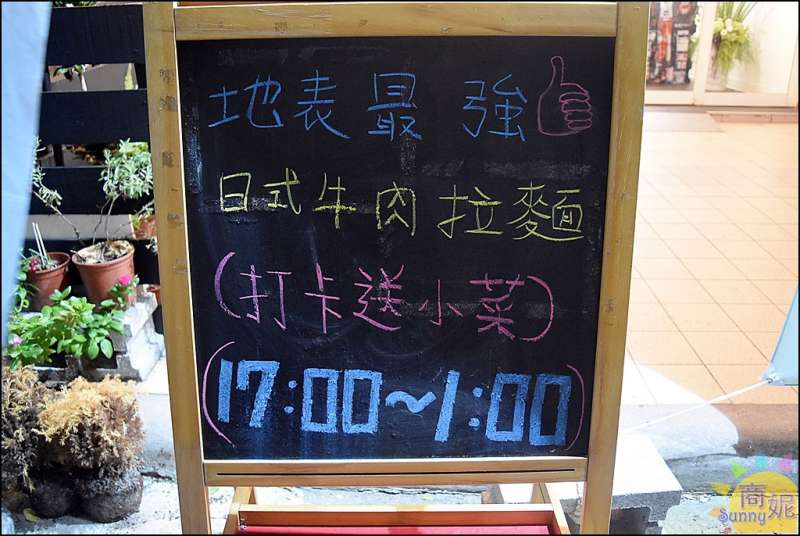 地表最強
日式牛肉拉麵
(打卡送小菜)
(17:00~1:00)
商妮
Sunny